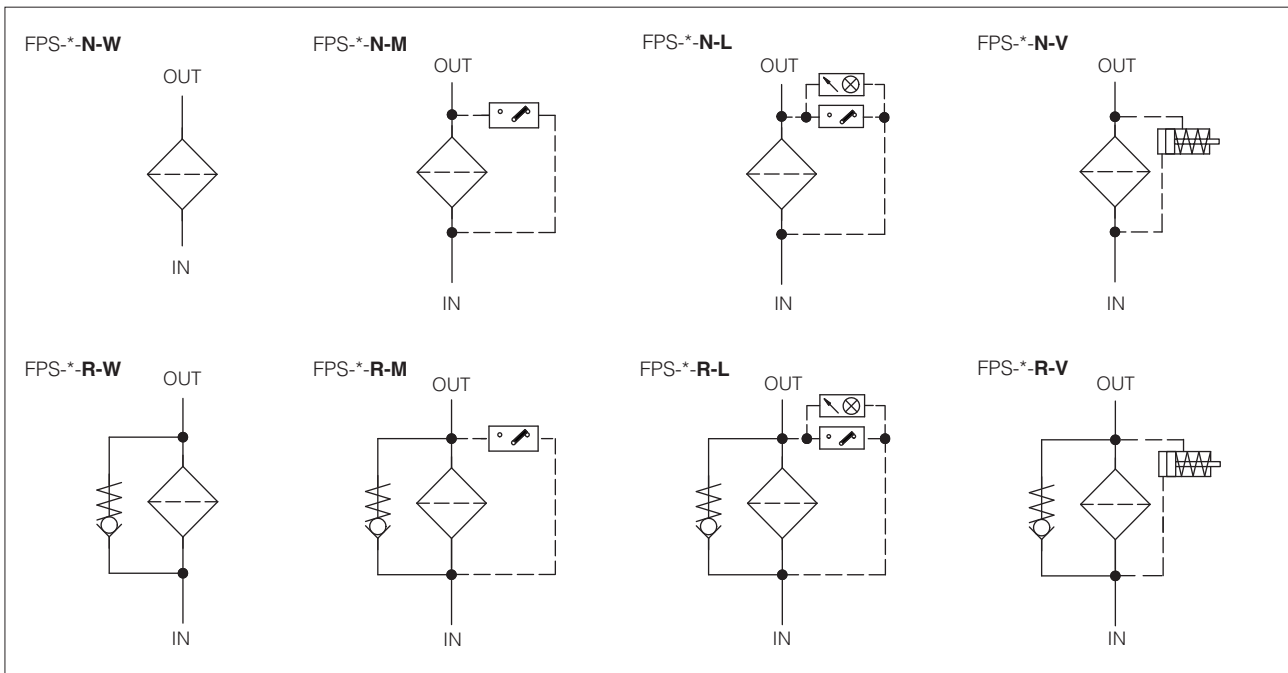 FPS-*-N-W
OUT
IN
FPS-*-N-M
OUT
IN
FPS-*-N-L
OUT
IN
FPS-*-N-V
OUT
IN
FPS-*-R-W
OUT
IN
FPS-*-R-M
OUT
IN
FPS-*-R-L
OUT
IN
FPS-*-R-V
OUT
IN